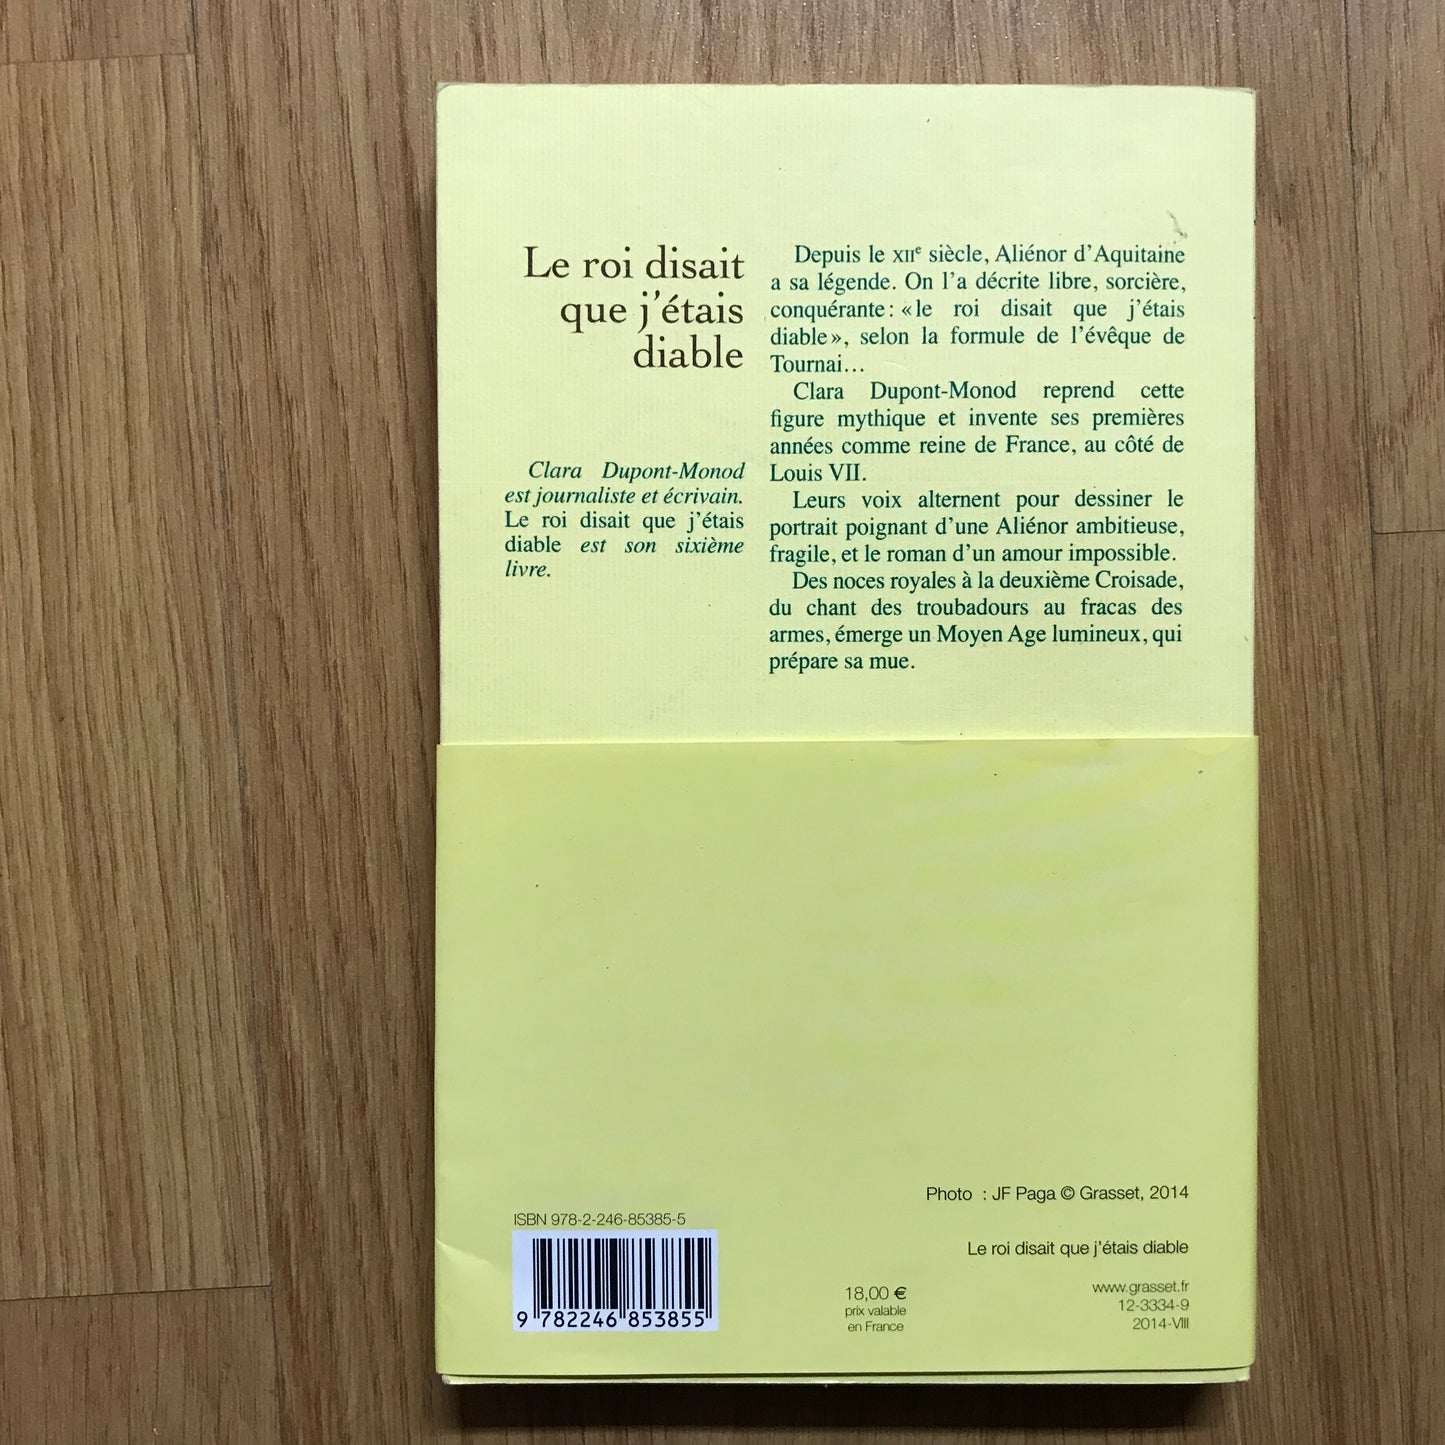 Le roi disait
que j'étais
diable
Clara Dupont-Monod
est journaliste et écrivain.
Le roi disait que j'étais
diable est son sixième
livre.
Depuis le XIIe siècle, Aliénor d'Aquitaine
a sa légende. On l'a décrite libre, sorcière,
conquérante : «le roi disait que j'étais
diable», selon la formule de l'évêque de
Tournai…
Clara Dupont-Monod reprend cette
figure mythique et invente ses premières
années comme reine de France, au côté de
Louis VII.
Leurs voix alternent pour dessiner le
portrait poignant d'une Aliénor ambitieuse,
fragile, et le roman d'un amour impossible.
Des noces royales à la deuxième Croisade,
du chant des troubadours au fracas des
armes, émerge un Moyen Age lumineux, qui
prépare sa mue.
Photo : JF Paga © Grasset, 2014
ISBN 978-2-246-85385-5
9 782246 853855
18,00 €
prix valable
en France
Le roi disait que j'étais diable
www.grasset.fr
12-3334-9
2014-VIII